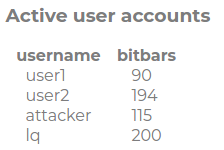 Active user accounts
username bitbars
user1 90
user2 194
attacker 115
lq 200